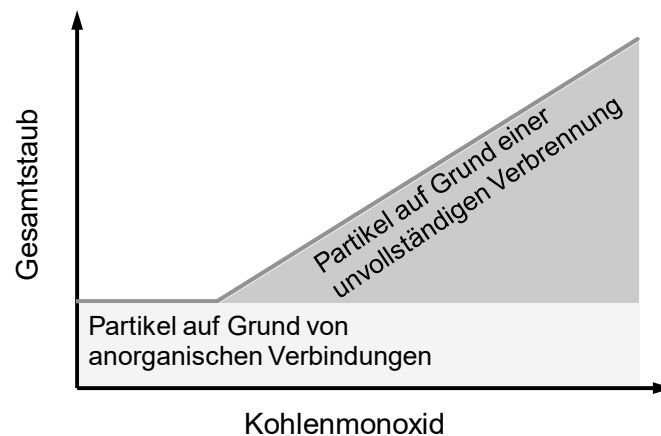 Gesamtstaub
Partikel auf Grund einer
unvollständigen Verbrennung
Partikel auf Grund von
anorganischen Verbindungen
Kohlenmonoxid